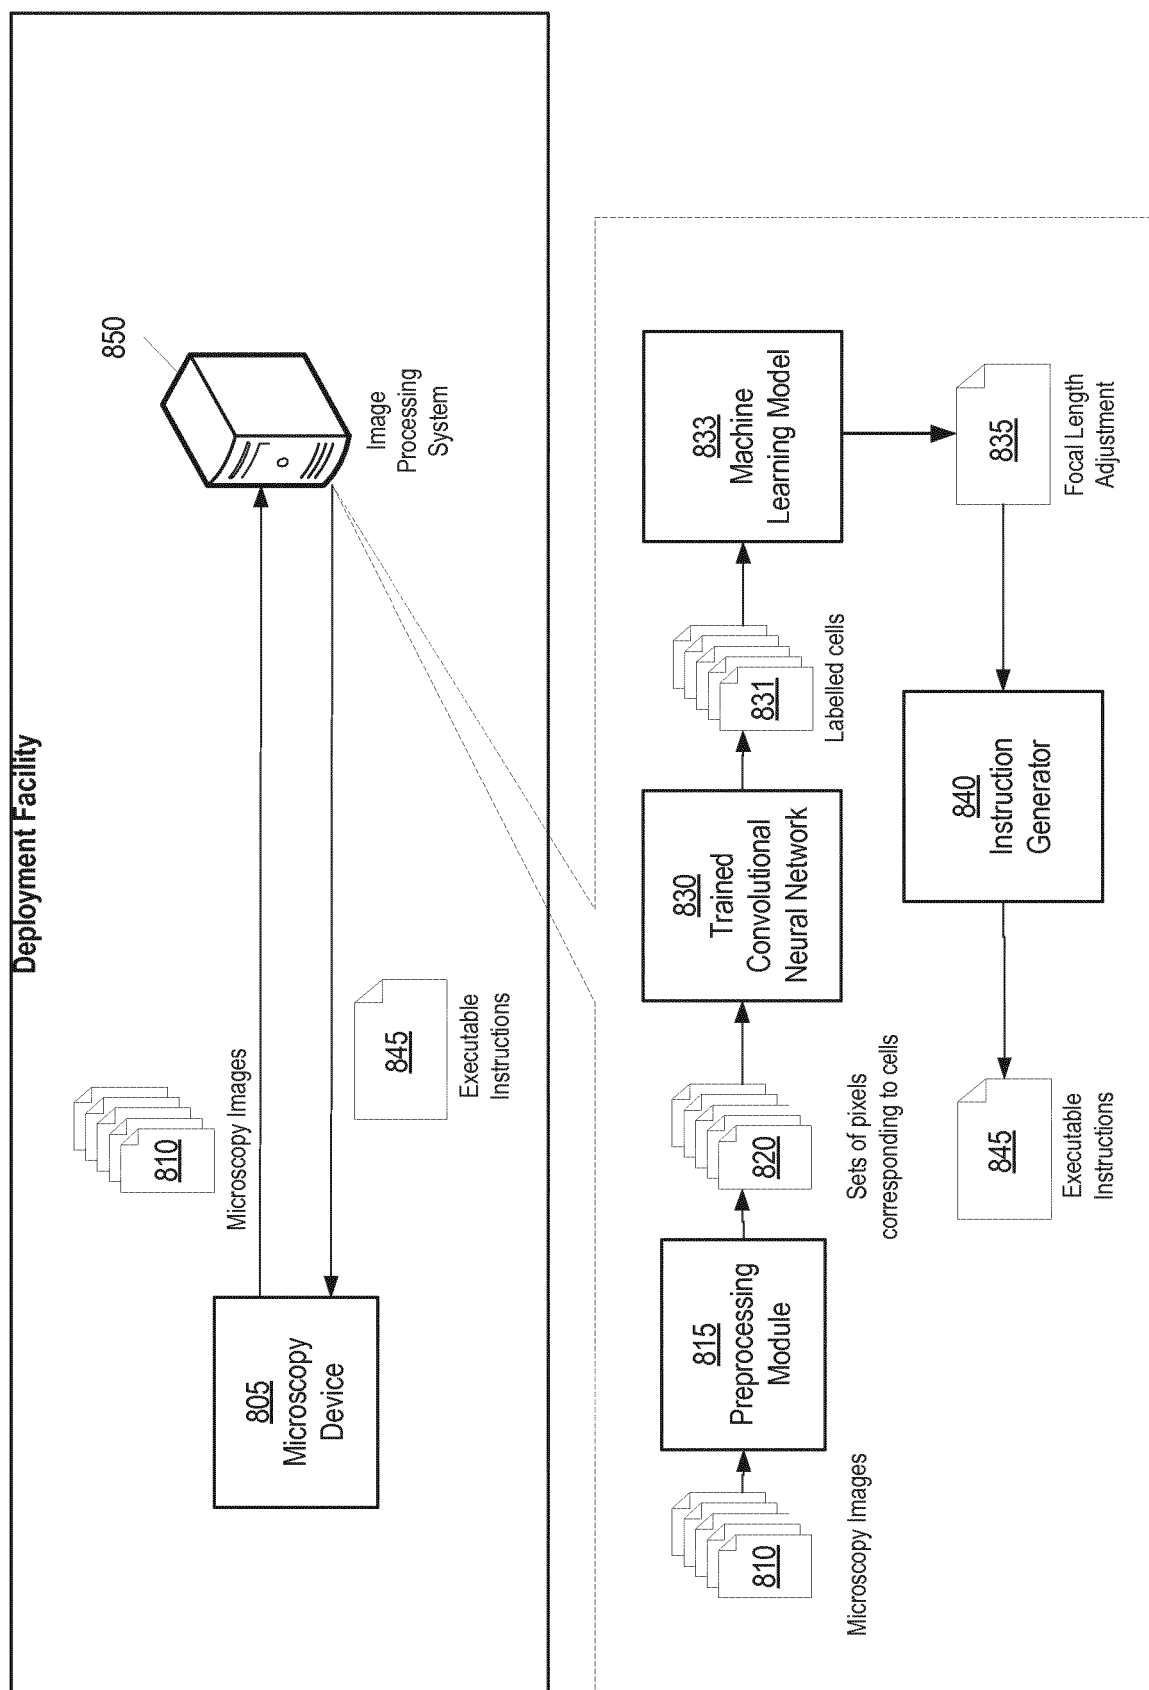 Deployment Facility
810
Microscopy Images
805
Microscopy
Device
845
Executable
Instructions
850
Image
Processing
System
810
Microscopy Images
815
Preprocessing
Module
820
Sets of pixels
corresponding to cells
830
Trained
Convolutional
Neural Network
831
Labelled cells
833
Machine
Learning Model
835
Focal Length
Adjustment
840
Instruction
Generator
845
Executable
Instructions